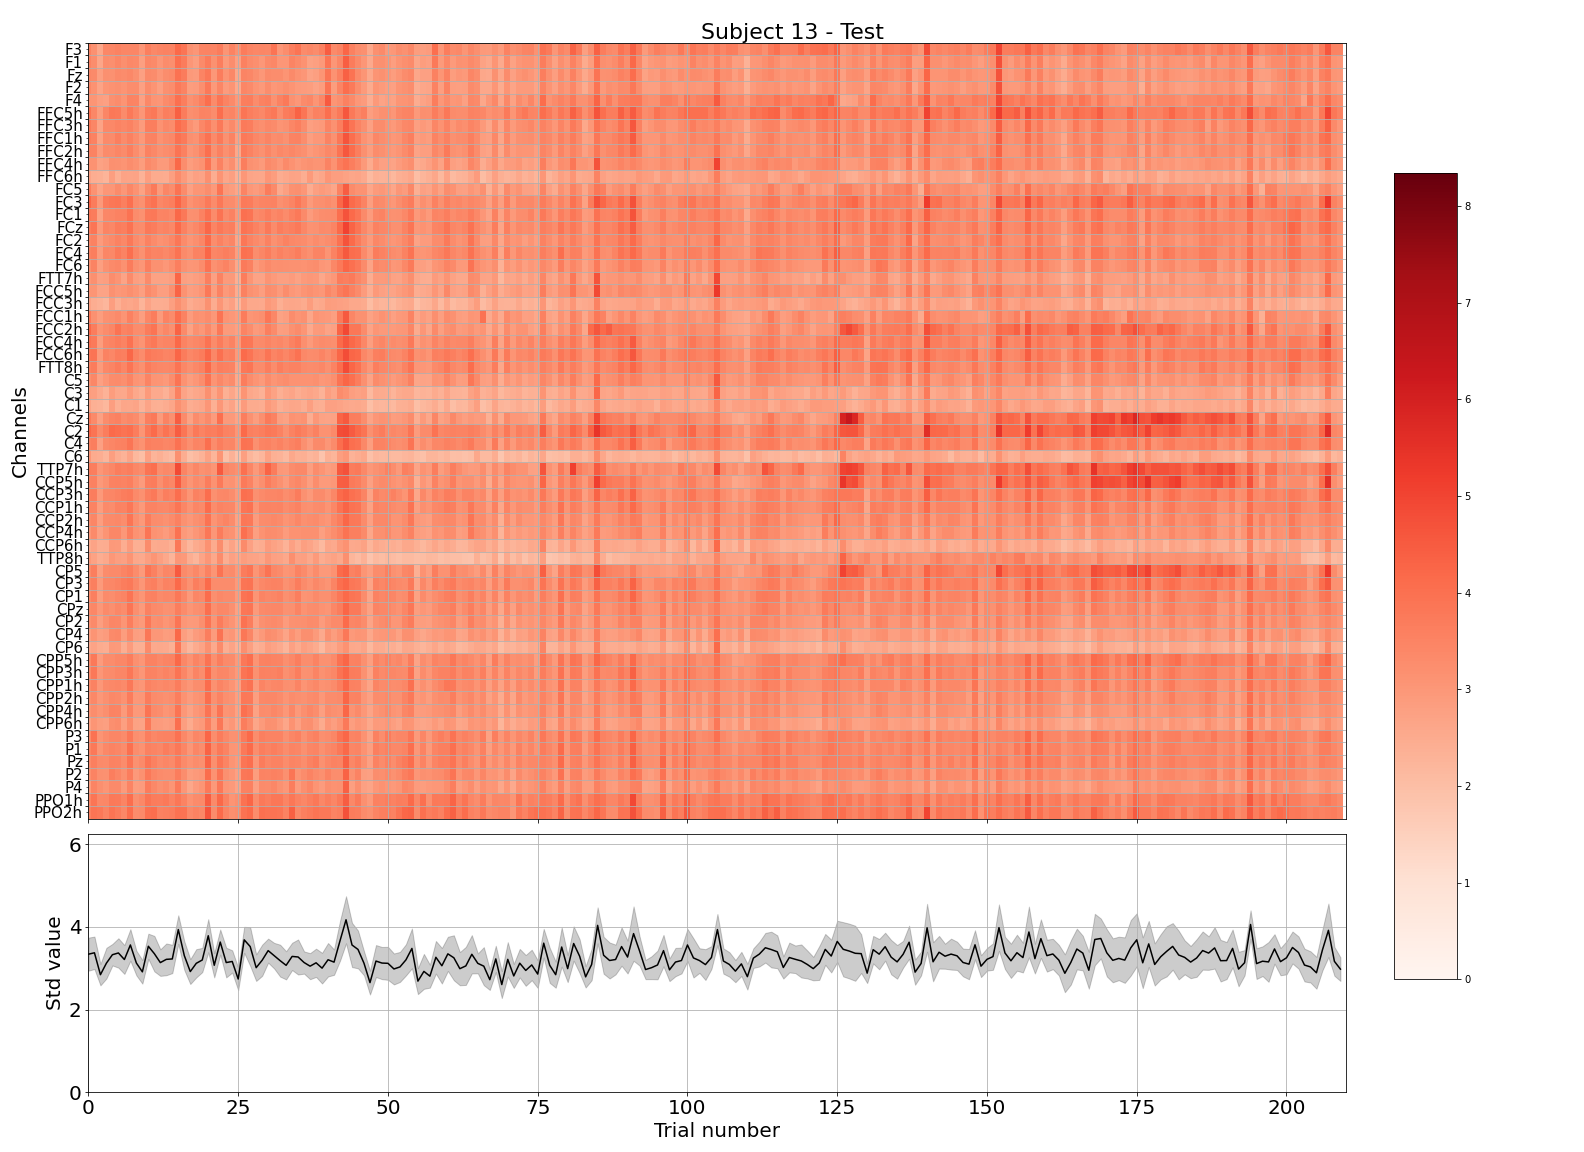 Subject 13 - Test
Channels
F3
F1
Fz
F2
F4
FFC5h
FFC3h
FFC1h
FFC2h
FFC4h
FFC6h
FC5
FC3
FC1
FCz
FC2
FC4
FC6
FTT7h
FCC5h
FCC3h
FCC1h
FCC2h
FCC4h
FCC6h
FTT8h
C5
C3
C1
Cz
C2
C4
C6
TTP7h
CCP5h
CCP3h
CCP1h
CCP2h
CCP4h
CCP6h
TTP8h
CP5
CP3
CP1
CPz
CP2
CP4
CP6
CPP5h
CPP3h
CPP1h
CPP2h
CPP4h
CPP6h
P3
P1
Pz
P2
P4
PPO1h
PPO2h
8
7
6
5
4
3
2
1
0
Std value
6
4
2
0
0 25 50 75 100 125 150 175 200
Trial number